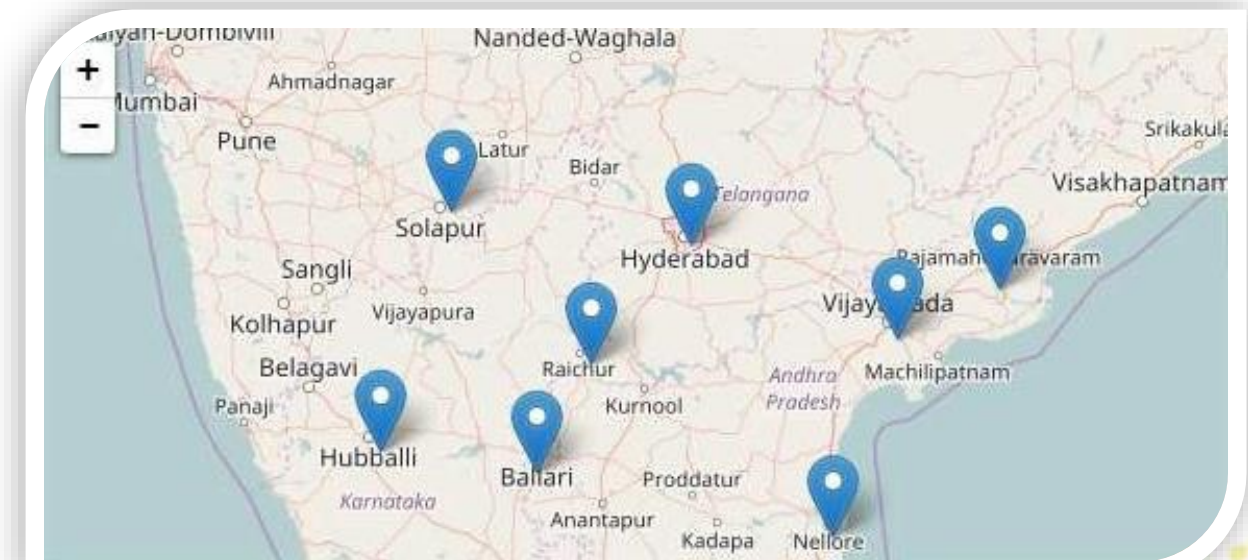 Nanded-Waghala
+
Ahmadnagar
Mumbai
−
Srikakula
Pune
Latur
Bidar
Visakhapatnam
Telangana
Solapur
Hyderabad
Sangli
Vijayapura
Kolhapur
Belagavi
Raichur
Machilipatnam
Andhra
Pradesh
Panaji
Kurnool
Hubballi
Ballari
Proddatur
Karnataka
Anantapur
Kadapa
Nellore